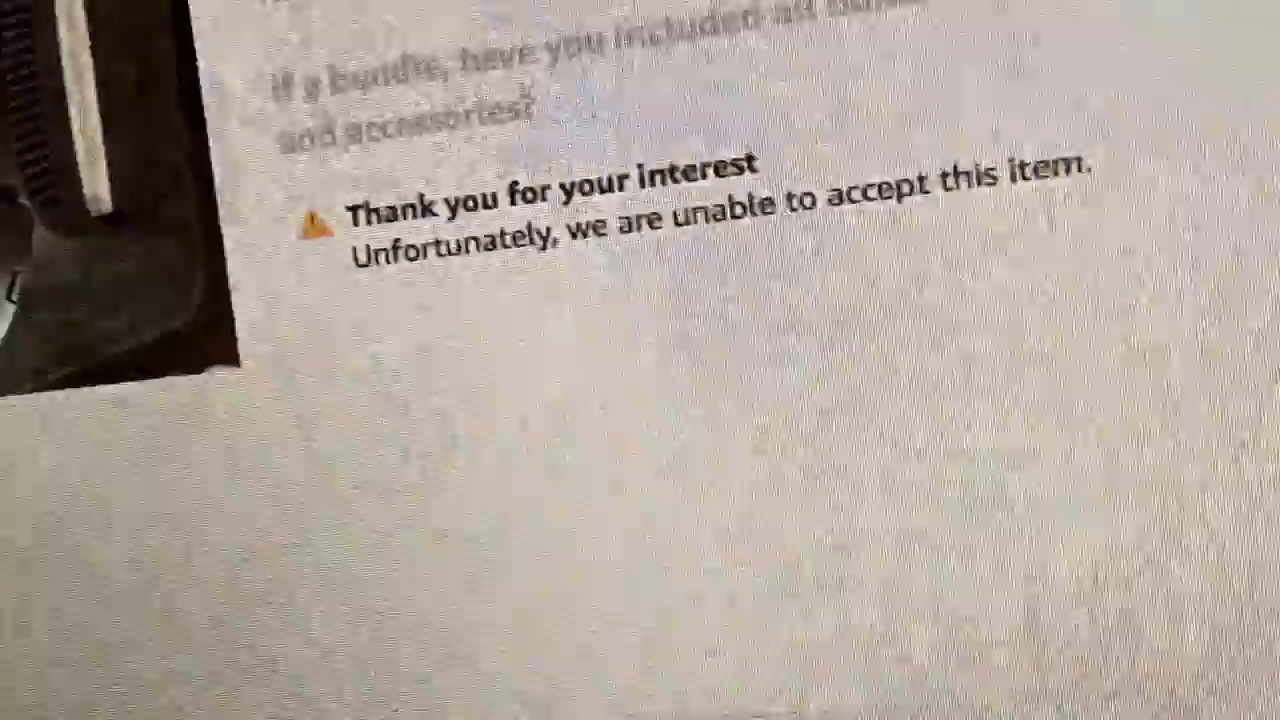 If a bundle, have you included all
and accessories?
Thank you for your interest
Unfortunately, we are unable to accept this item.